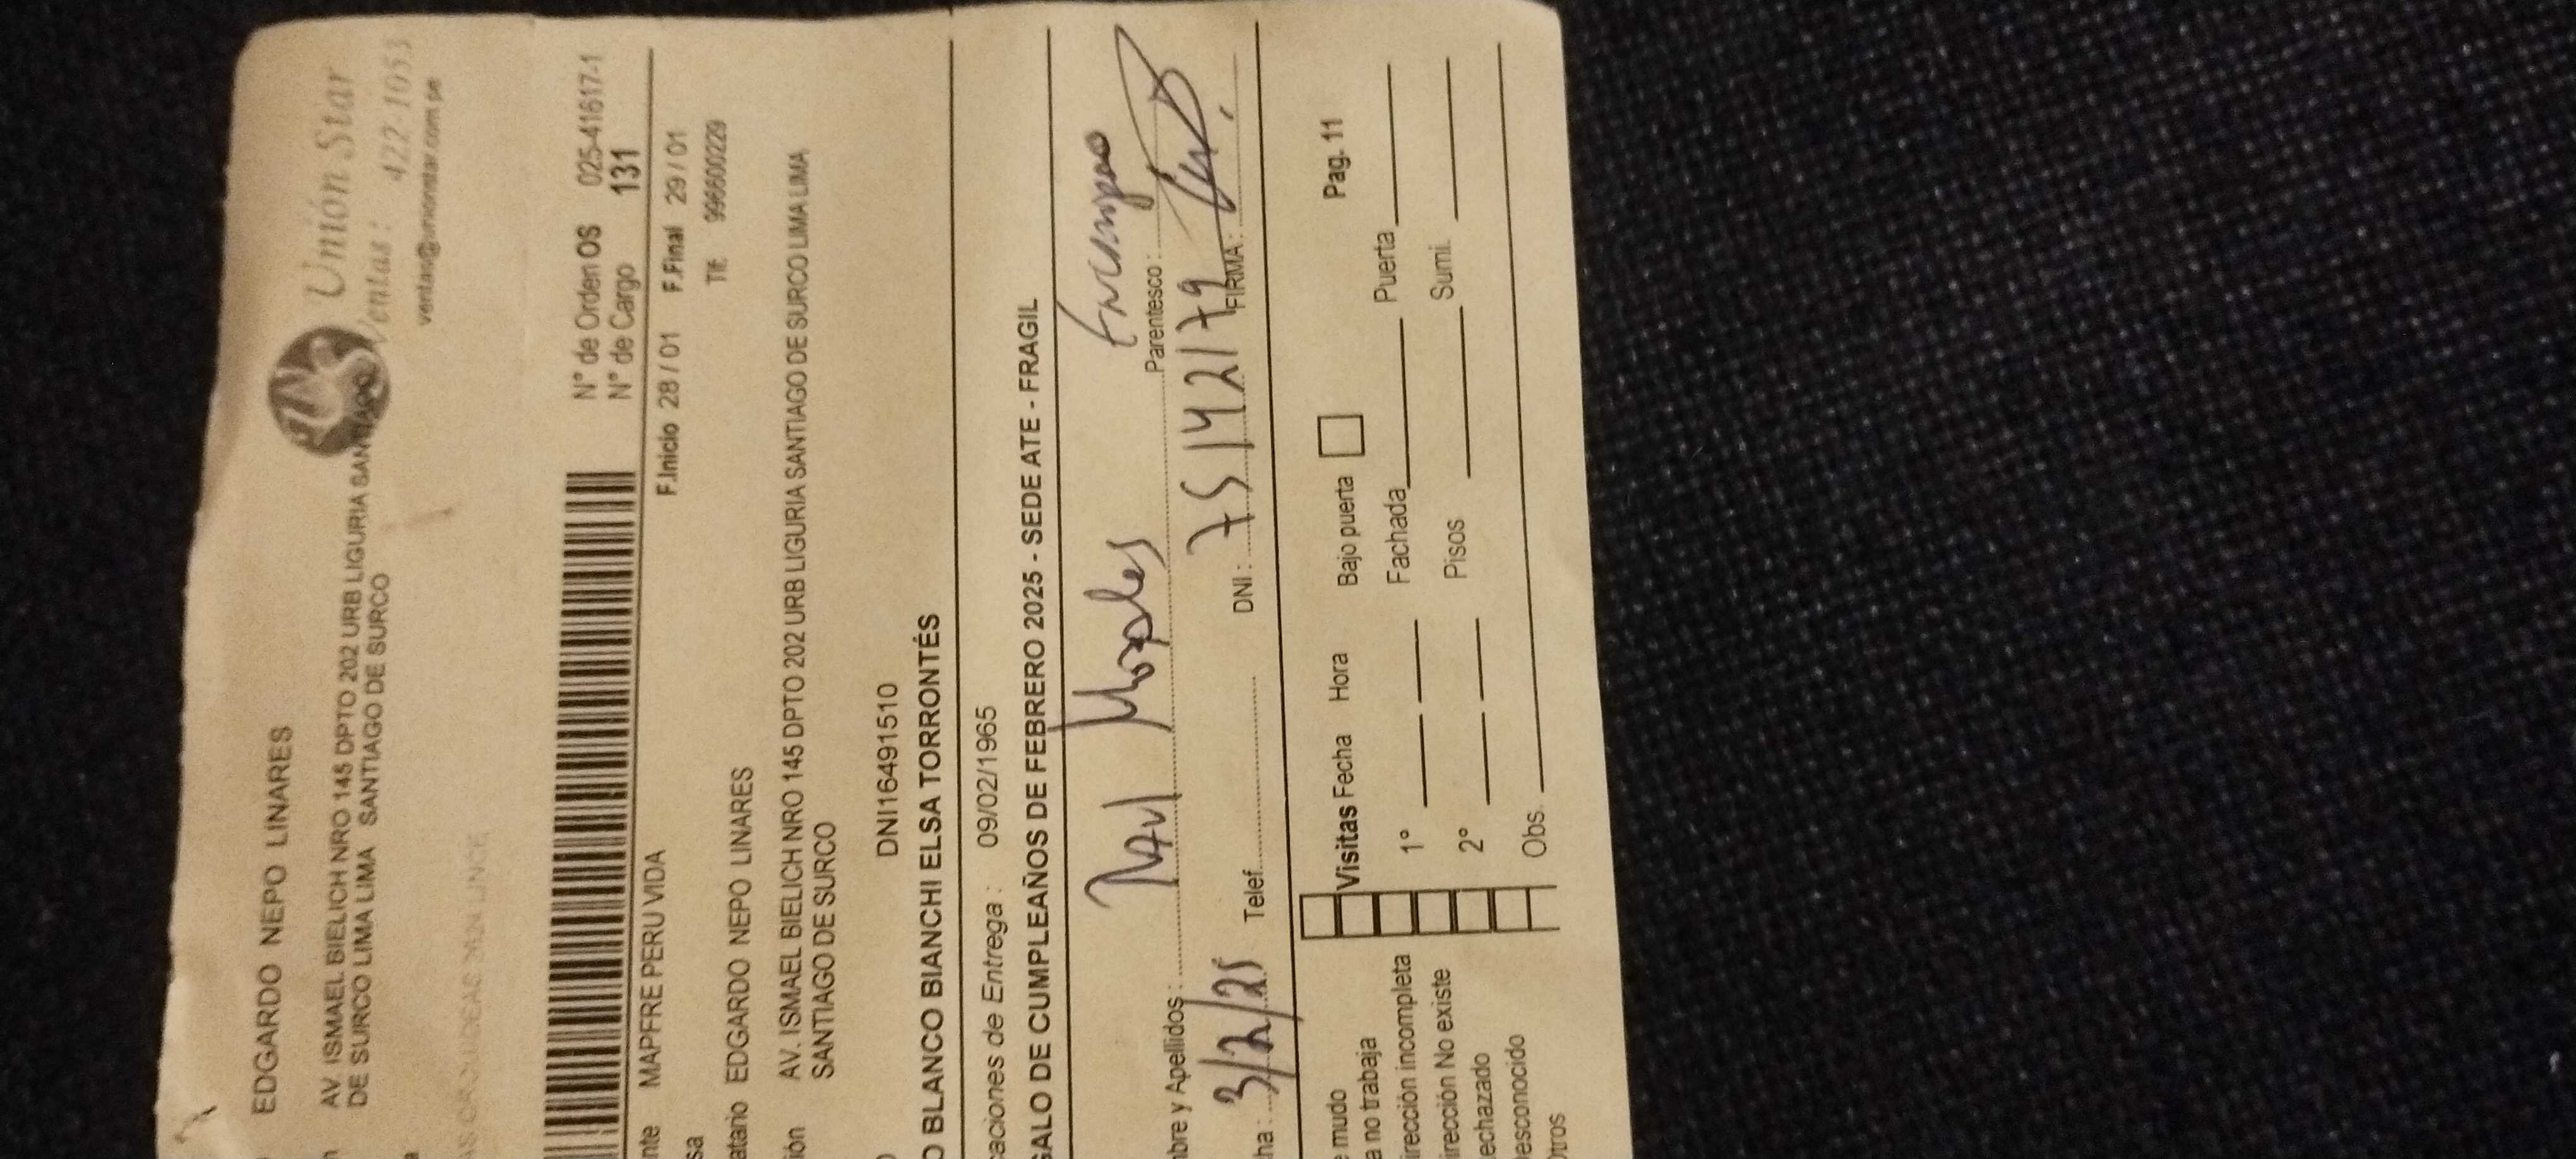 EDGARDO NEPO LINARES
Unión Star
Ventas: 422-1053
ventas@unionstar.com.pe
AV. ISMAEL BIELICH NRO 145 DPTO 202 URB LIGURIA SANTIAGO
DE SURCO LIMA LIMA SANTIAGO DE SURCO
N° de Orden OS 025-41617-1
N° de Cargo 131
nte MAPFRE PERU VIDA
F.Inicio 28 / 01 F.Final 29 / 01
sa
atario EDGARDO NEPO LINARES
Tlf. 996600229
ión AV. ISMAEL BIELICH NRO 145 DPTO 202 URB LIGURIA SANTIAGO DE SURCO LIMA LIMA
SANTIAGO DE SURCO
DNI16491510
O BLANCO BIANCHI ELSA TORRONTÉS
caciones de Entrega : 09/02/1965
GALO DE CUMPLEAÑOS DE FEBRERO 2025 - SEDE ATE - FRAGIL
mbre y Apellidos : Raul Morales Parentesco :
ha : 3/2/25 Telef. DNI : 75142179 FIRMA :
e mudo
a no trabaja Visitas Fecha Hora Bajo puerta Pag. 11
irección incompleta 1° Fachada Puerta
irección No existe
echazado 2° Pisos Sumi.
esconocido
tros Obs.